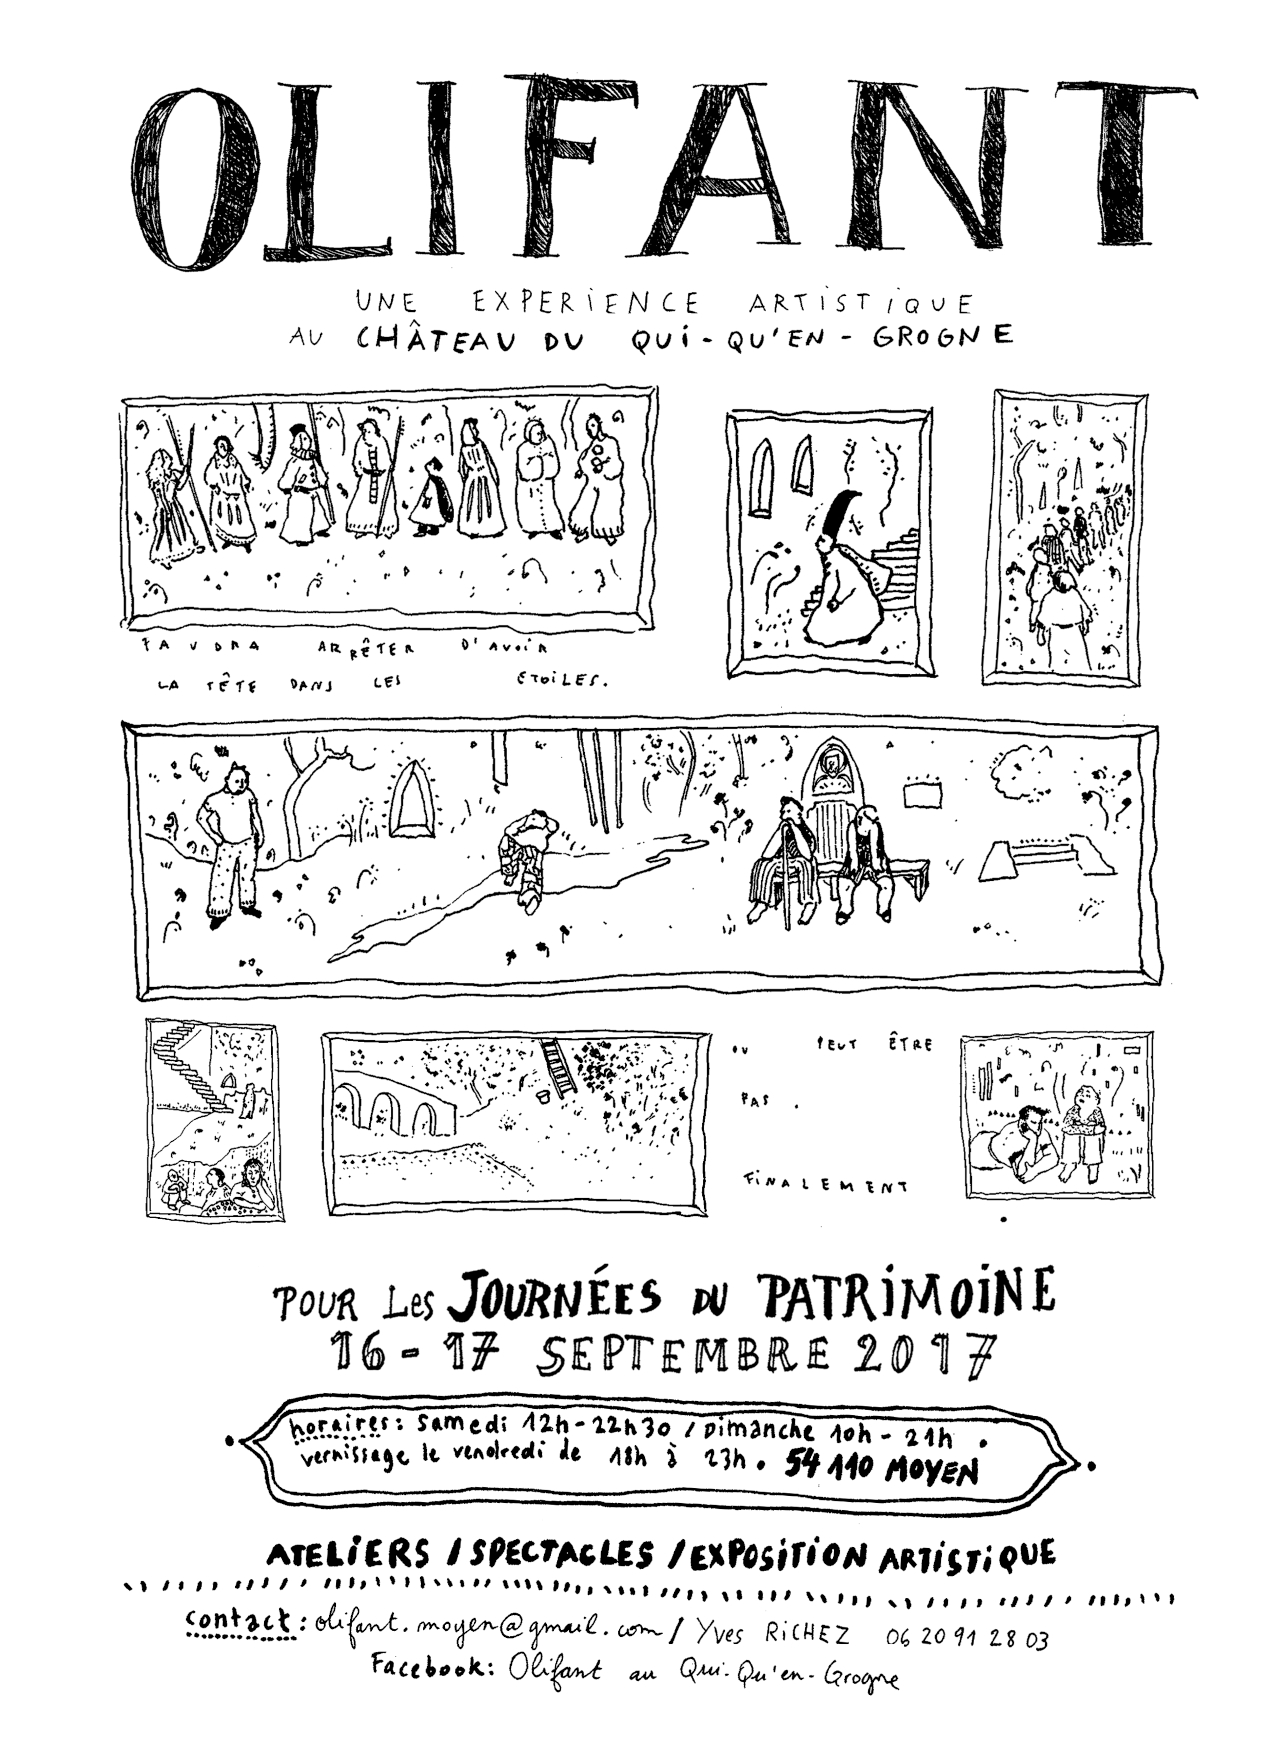 OLIFANT
UNE EXPERIENCE ARTISTIQUE
AU CHÂTEAU DU QUI-QU'EN-GROGNE
FAUDRA ARRÊTER D'AVOIR
LA TÊTE DANS LES ETOILES.
OU PEUT ÊTRE
PAS.
FINALEMENT
POUR Les JOURNÉES DU PATRIMOINE
16-17 SEPTEMBRE 2017
horaires: samedi 12h-22h30 / Dimanche 10h-21h.
vernissage le vendredi de 18h à 23h. 54 110 MOYEN
ATELIERS / SPECTACLES / EXPOSITION ARTISTIQUE
contact: olifant.moyen@gmail.com / Yves RICHEZ 06 20 91 28 03
Facebook: Olifant au Qui-Qu'en-Grogne